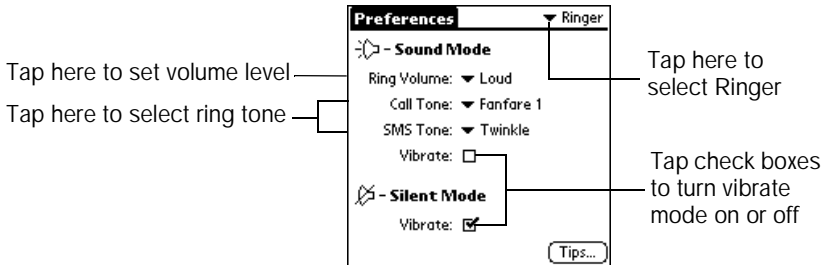 Preferences
Ringer
Sound Mode
Tap here to set volume level
Ring Volume: Loud
Tap here to
select Ringer
Tap here to select ring tone
Call Tone: Fanfare 1
SMS Tone: Twinkle
Vibrate:
Tap check boxes
to turn vibrate
mode on or off
Silent Mode
Vibrate:
Tips...